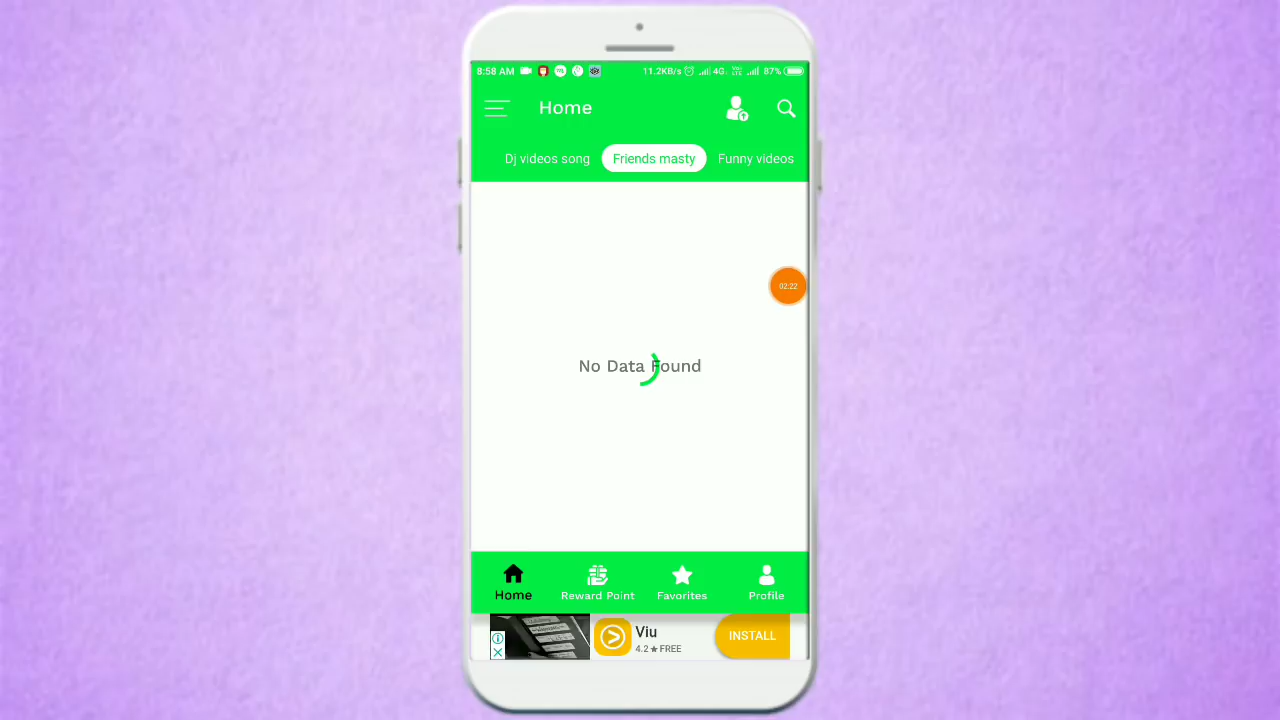 8:58 AM 11.2KB/s 4G 87%
Home
Dj videos song Friends masty Funny videos
02:22
No Data Found
Home Reward Point Favorites Profile
Viu
4.2★FREE
INSTALL